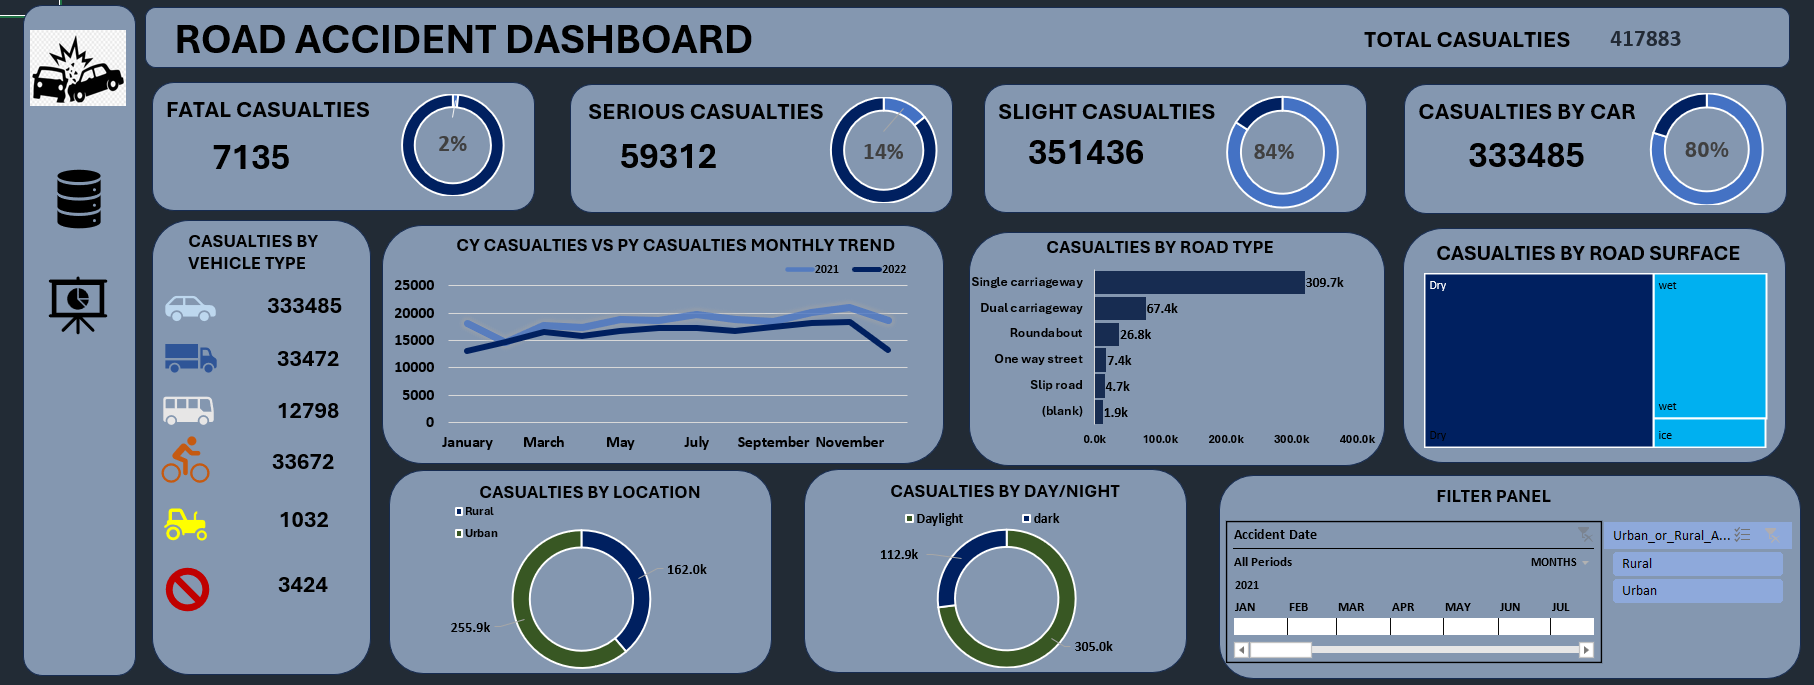 ROAD ACCIDENT DASHBOARD
TOTAL CASUALTIES 417883
FATAL CASUALTIES
7135
2%
SERIOUS CASUALTIES
59312
14%
SLIGHT CASUALTIES
351436
84%
CASUALTIES BY CAR
333485
80%
CASUALTIES BY
VEHICLE TYPE
333485
33472
12798
33672
1032
3424
CY CASUALTIES VS PY CASUALTIES MONTHLY TREND
2021 2022
25000
20000
15000
10000
5000
0
January March May July September November
CASUALTIES BY ROAD TYPE
Single carriageway 309.7k
Dual carriageway 67.4k
Roundabout 26.8k
One way street 7.4k
Slip road 4.7k
(blank) 1.9k
0.0k 100.0k 200.0k 300.0k 400.0k
CASUALTIES BY ROAD SURFACE
Dry wet
wet
Dry ice
CASUALTIES BY LOCATION
Rural
Urban
162.0k
255.9k
CASUALTIES BY DAY/NIGHT
Daylight dark
112.9k
305.0k
FILTER PANEL
Accident Date
All Periods MONTHS
2021
JAN FEB MAR APR MAY JUN JUL
Urban_or_Rural_A...
Rural
Urban